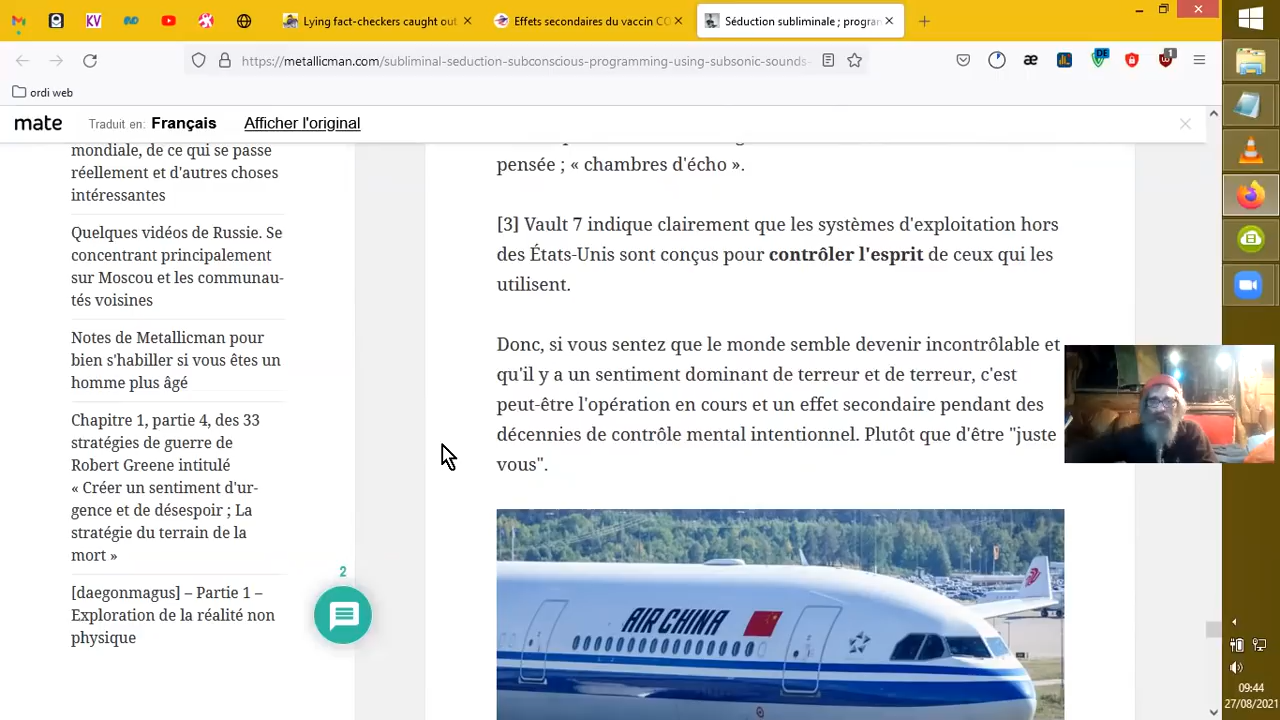 Lying fact-checkers caught out
Effets secondaires du vaccin CO
Séduction subliminale ; program
https://metallicman.com/subliminal-seduction-subconscious-programming-using-subsonic-sounds-
ordi web
mate
Traduit en: Français
Afficher l'original
mondiale, de ce qui se passe
réellement et d'autres choses
intéressantes
Quelques vidéos de Russie. Se
concentrant principalement
sur Moscou et les communau-
tés voisines
Notes de Metallicman pour
bien s'habiller si vous êtes un
homme plus âgé
Chapitre 1, partie 4, des 33
stratégies de guerre de
Robert Greene intitulé
« Créer un sentiment d'ur-
gence et de désespoir ; La
stratégie du terrain de la
mort »
[daegonmagus] – Partie 1 –
Exploration de la réalité non
physique
2
pensée ; « chambres d'écho ».
[3] Vault 7 indique clairement que les systèmes d'exploitation hors
des États-Unis sont conçus pour contrôler l'esprit de ceux qui les
utilisent.
Donc, si vous sentez que le monde semble devenir incontrôlable et
qu'il y a un sentiment dominant de terreur et de terreur, c'est
peut-être l'opération en cours et un effet secondaire pendant des
décennies de contrôle mental intentionnel. Plutôt que d'être "juste
vous".
AIR CHINA
KV
æ
DE
1
09:44
27/08/2021